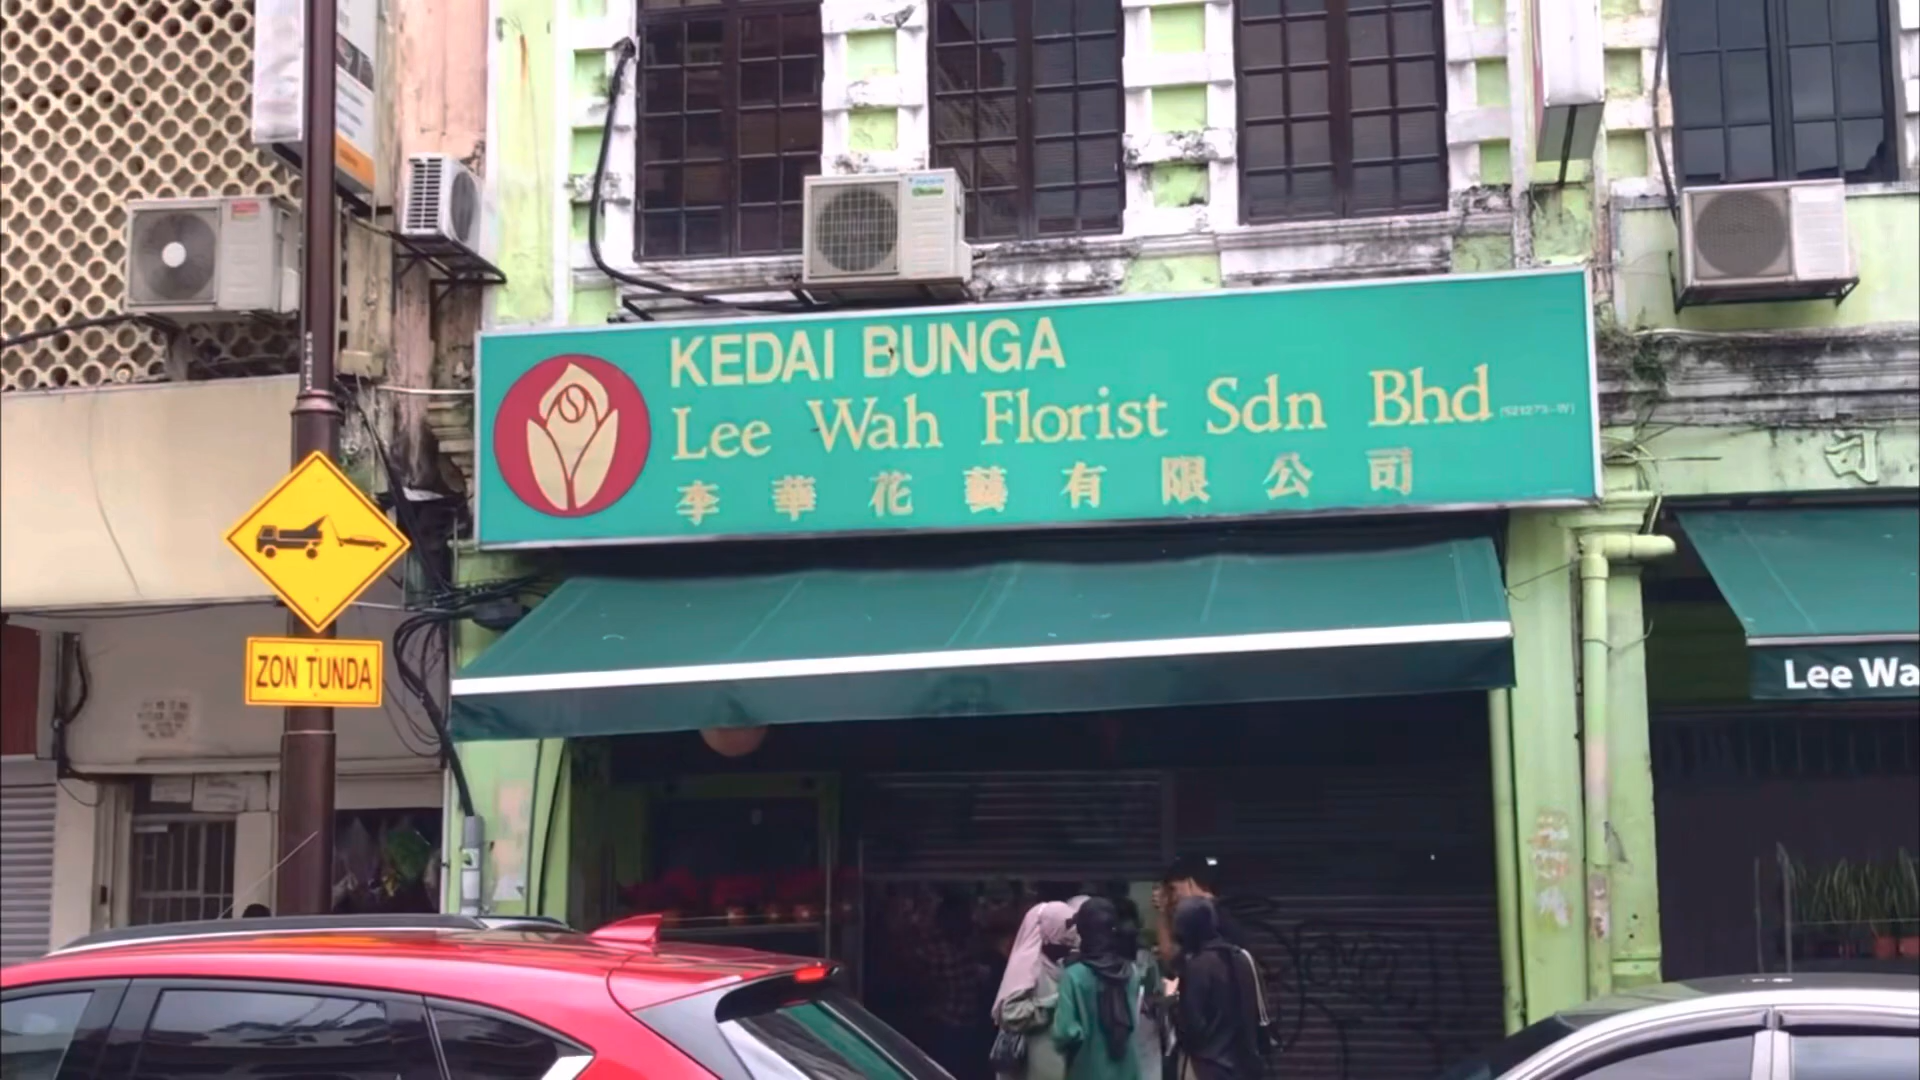 KEDAI BUNGA
Lee Wah Florist Sdn Bhd
李華花藝有限公司
ZON TUNDA
司
Lee Wa